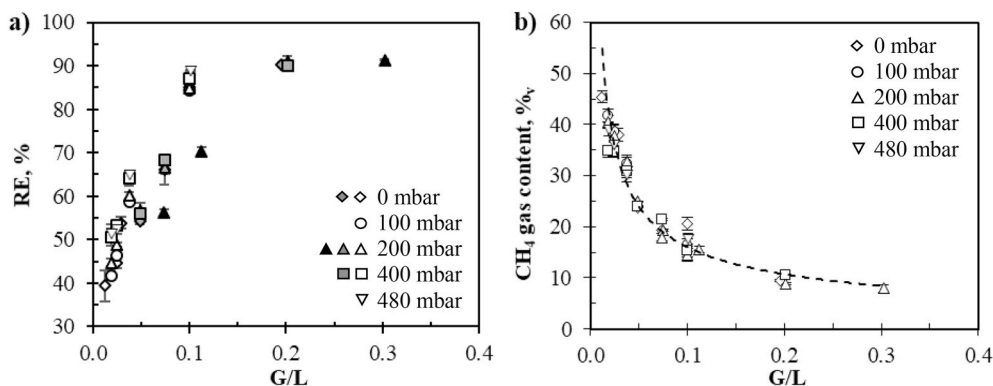 a)
100
90
80
70
60
50
40
30
RE, %
0 mbar
100 mbar
200 mbar
400 mbar
480 mbar
0.0 0.1 0.2 0.3 0.4
G/L
b)
60
50
40
30
20
10
0
CH4 gas content, %v
0 mbar
100 mbar
200 mbar
400 mbar
480 mbar
0.0 0.1 0.2 0.3 0.4
G/L